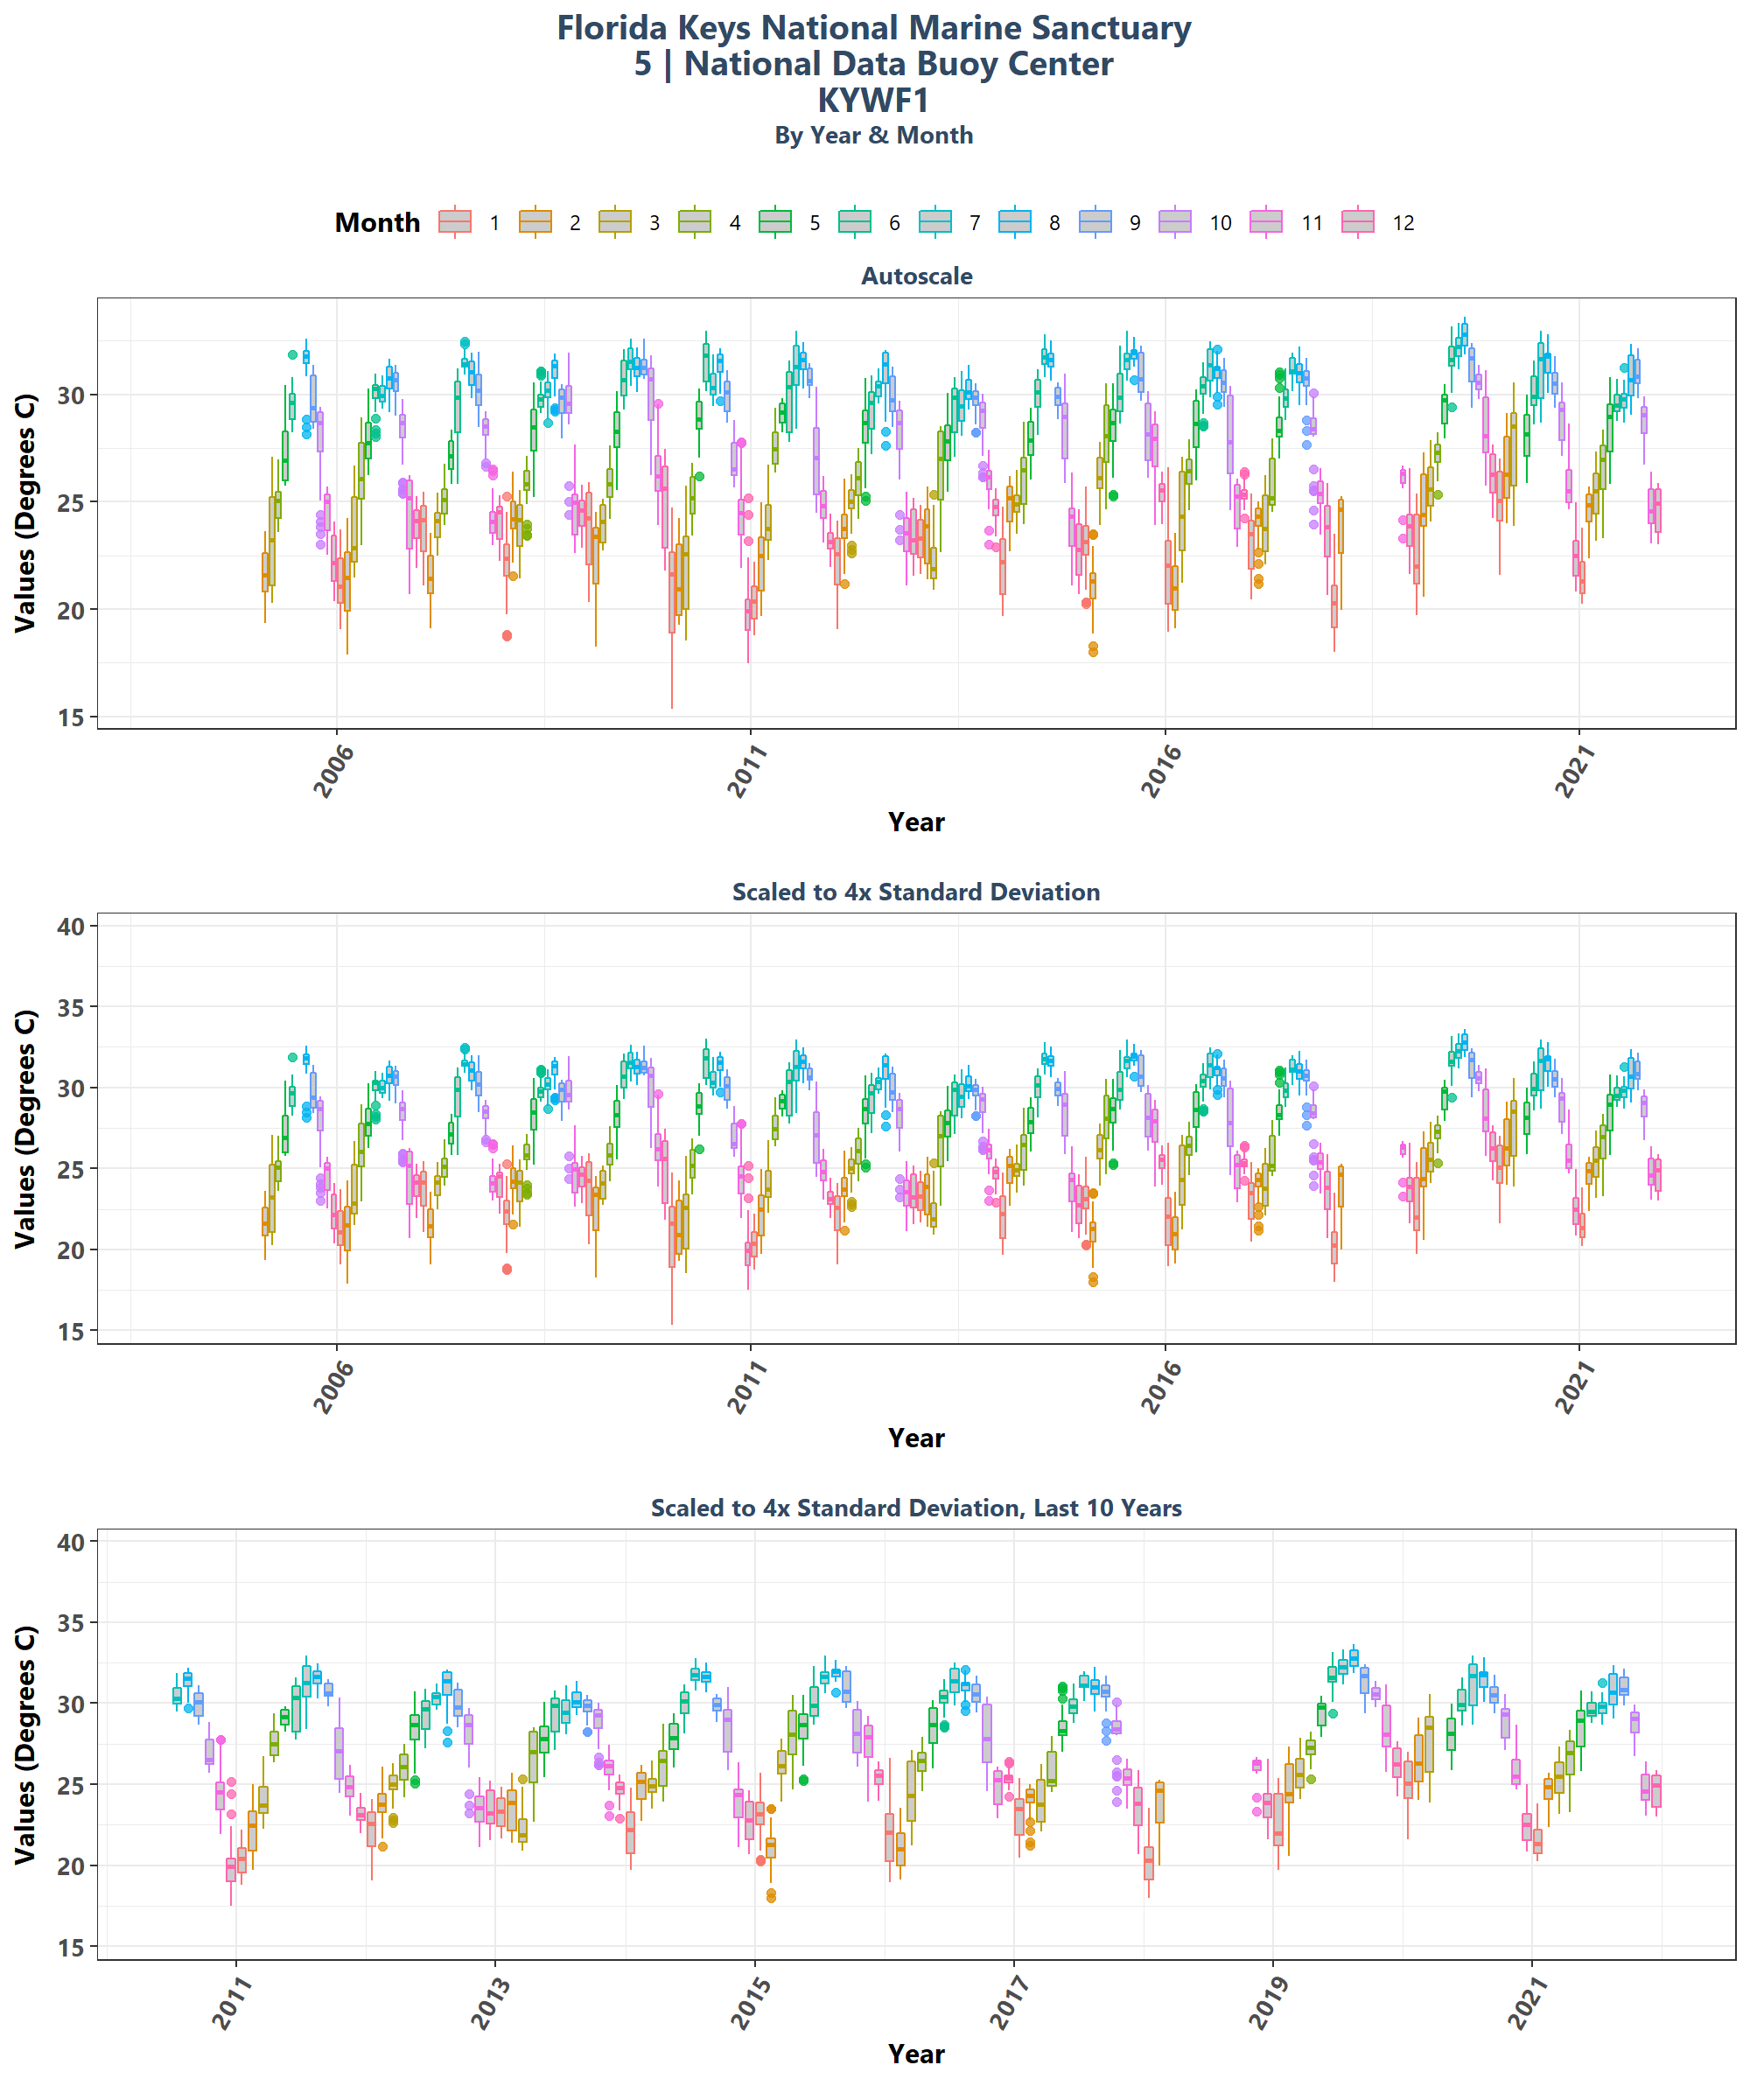 Florida Keys National Marine Sanctuary
5 | National Data Buoy Center
KYWF1
By Year & Month
Month 1 2 3 4 5 6 7 8 9 10 11 12
Autoscale
Values (Degrees C)
30
25
20
15
2006 2011 2016 2021
Year
Scaled to 4x Standard Deviation
Values (Degrees C)
40
35
30
25
20
15
2006 2011 2016 2021
Year
Scaled to 4x Standard Deviation, Last 10 Years
Values (Degrees C)
40
35
30
25
20
15
2011 2013 2015 2017 2019 2021
Year